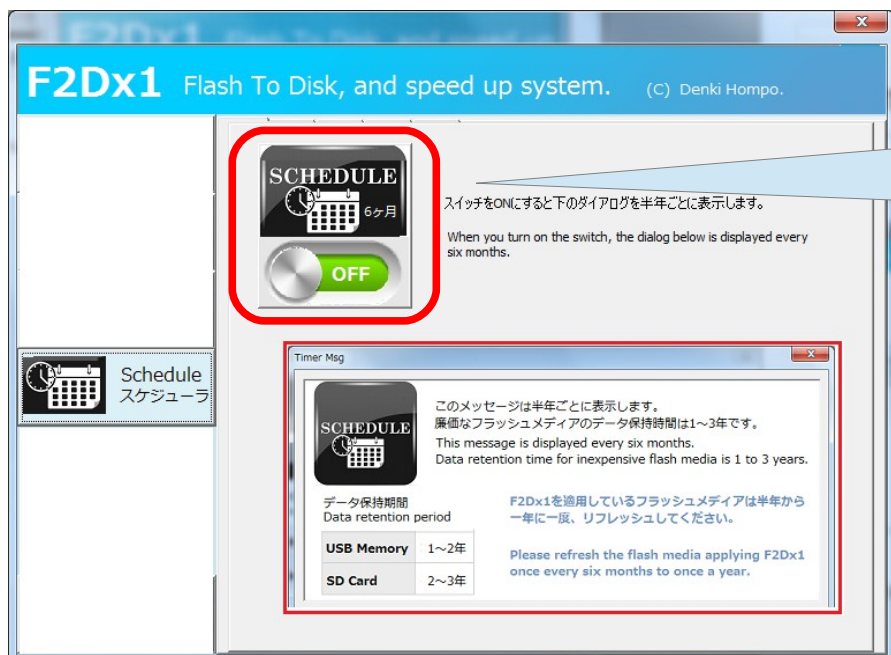 F2Dx1 Flash To Disk, and speed up system. (C) Denki Hompo.
SCHEDULE
6ケ月
OFF
スイッチをONにすると下のダイアログを半年ごとに表示します。
When you turn on the switch, the dialog below is displayed every
six months.
Schedule
スケジューラ
Timer Msg
SCHEDULE
このメッセージは半年ごとに表示します。
廉価なフラッシュメディアのデータ保持時間は1～3年です。
This message is displayed every six months.
Data retention time for inexpensive flash media is 1 to 3 years.
データ保持期間
Data retention period
USB Memory 1～2年
SD Card 2～3年
F2Dx1を適用しているフラッシュメディアは半年から
一年に一度、リフレッシュしてください。
Please refresh the flash media applying F2Dx1
once every six months to once a year.